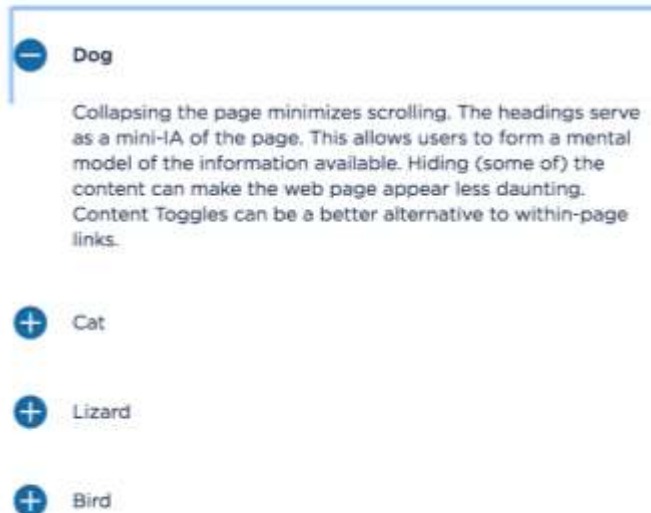 Dog
Collapsing the page minimizes scrolling. The headings serve
as a mini-IA of the page. This allows users to form a mental
model of the information available. Hiding (some of) the
content can make the web page appear less daunting.
Content Toggles can be a better alternative to within-page
links.
Cat
Lizard
Bird